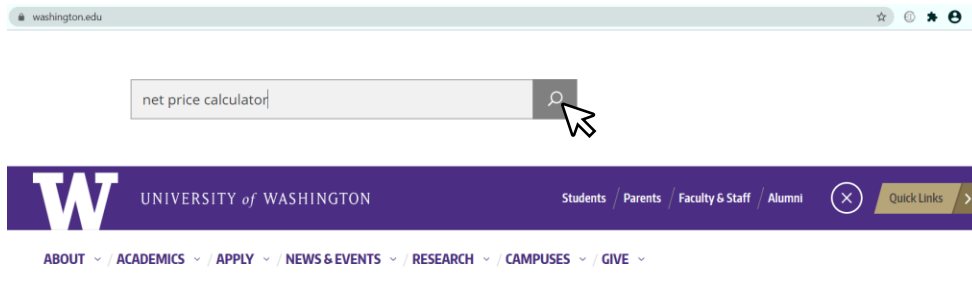 washington.edu
net price calculator
W UNIVERSITY of WASHINGTON Students / Parents / Faculty & Staff / Alumni Quick Links
ABOUT / ACADEMICS / APPLY / NEWS & EVENTS / RESEARCH / CAMPUSES / GIVE